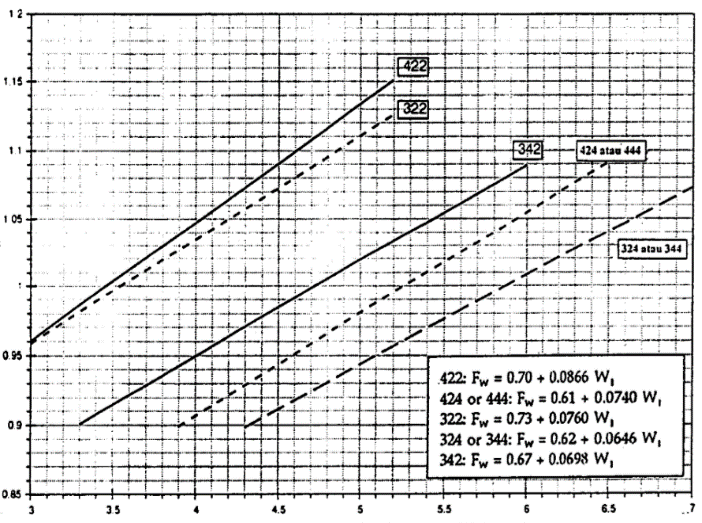 1.2
422
1.15
322
1.1
342
424 atau 444
1.05
324 atau 344
1
0.95
422: Fw = 0.70 + 0.0866 W1
424 or 444: Fw = 0.61 + 0.0740 W1
322: Fw = 0.73 + 0.0760 W1
324 or 344: Fw = 0.62 + 0.0646 W1
342: Fw = 0.67 + 0.0698 W1
0.9
0.85
3 3.5 4 4.5 5 5.5 6 6.5 7